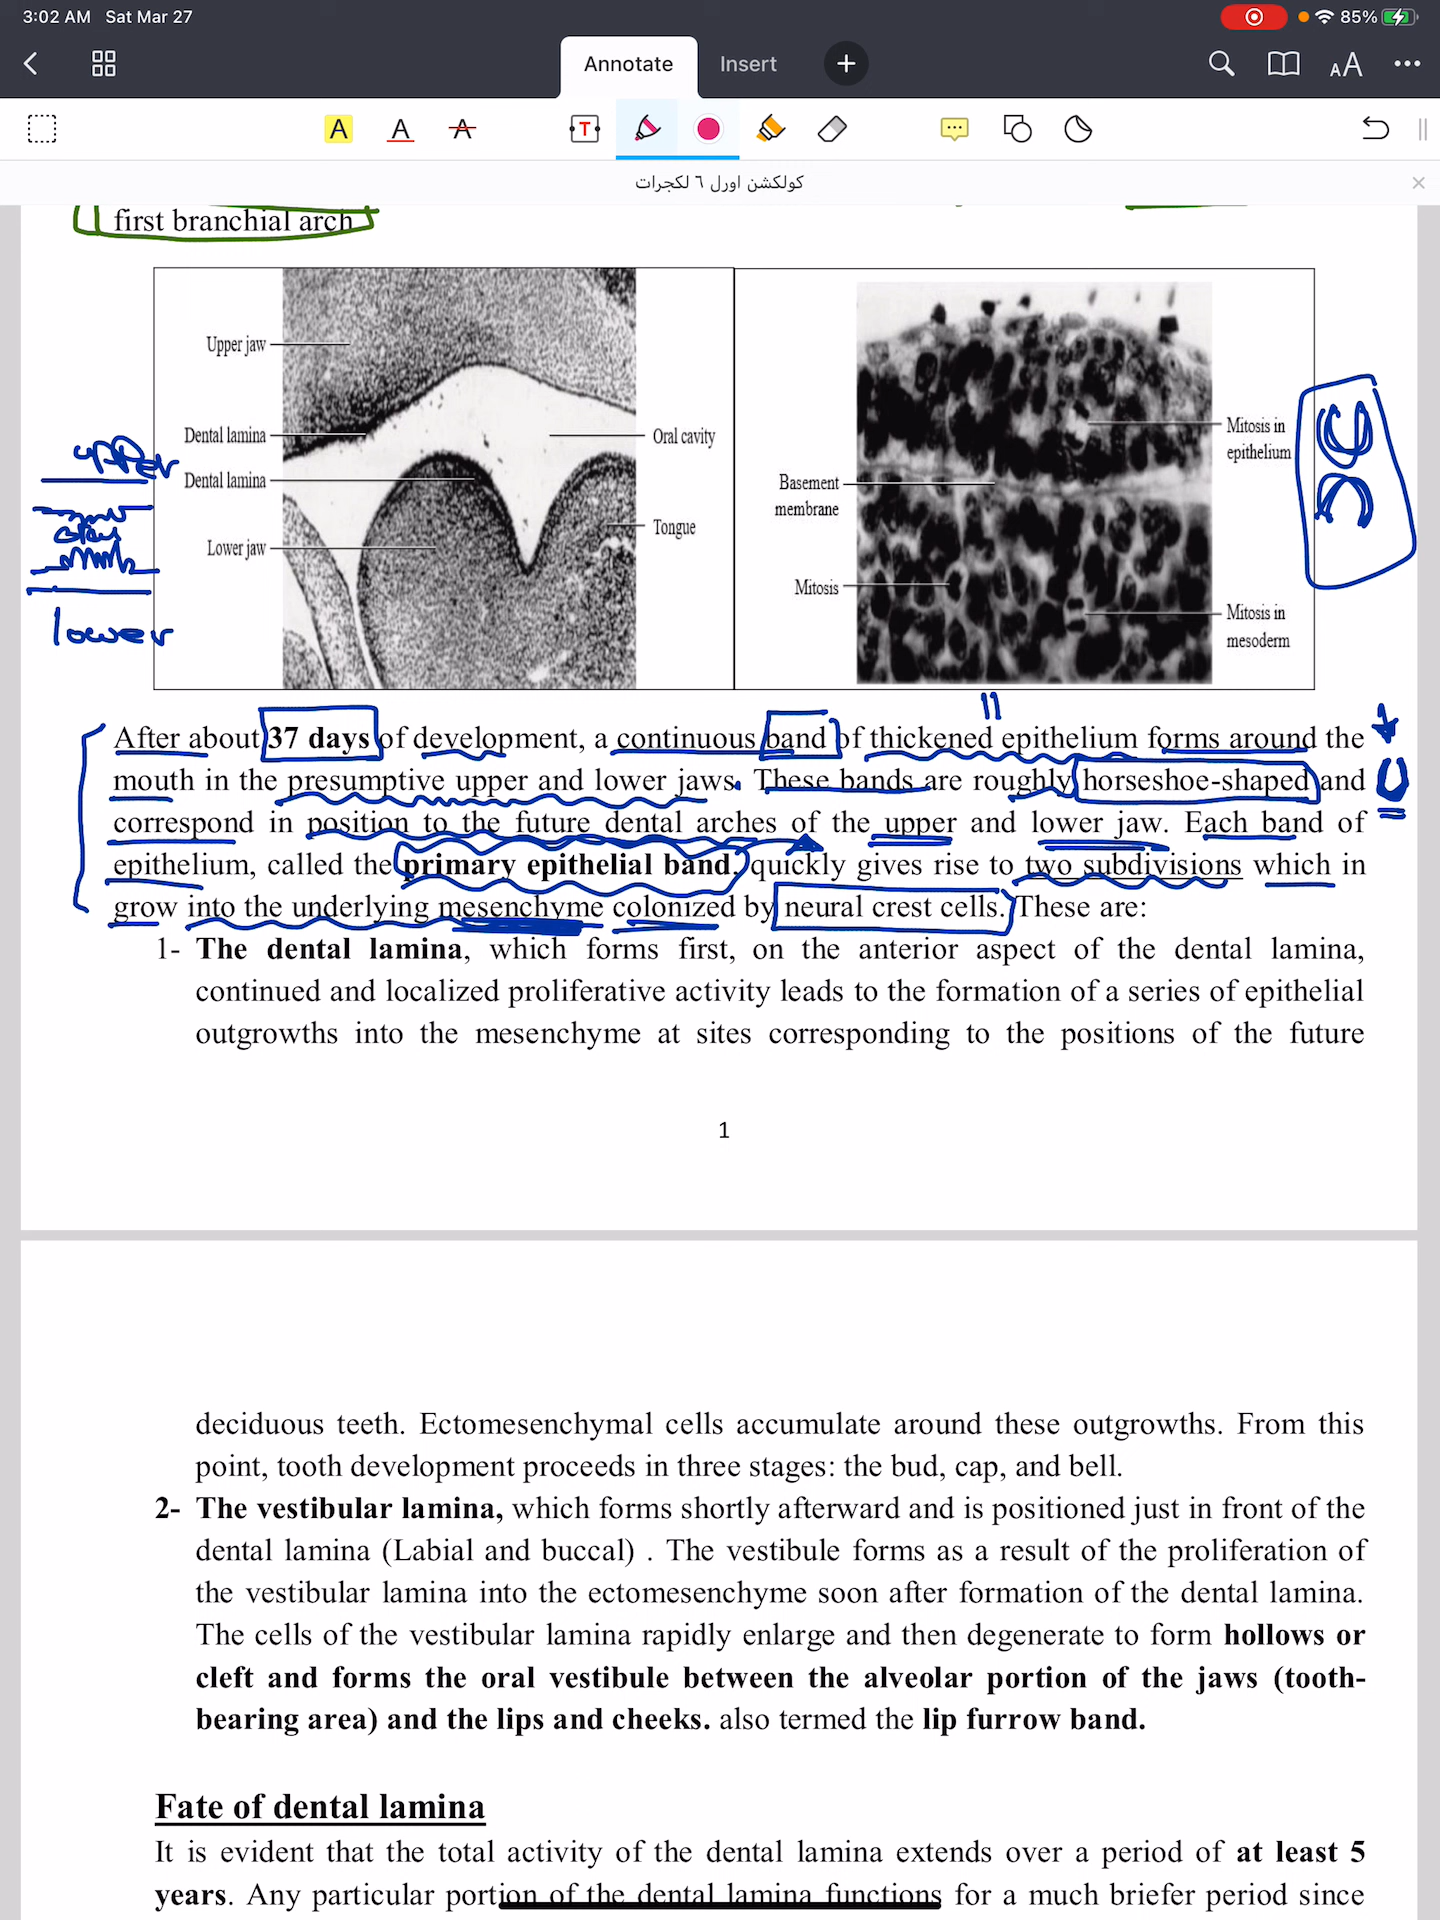 3:02 AM Sat Mar 27
85%
Annotate
Insert
كولكشن اورل ٦ لكجرات
first branchial arch
Upper jaw
Dental lamina
Dental lamina
Lower jaw
Oral cavity
Tongue
Basement
membrane
Mitosis
Mitosis in
epithelium
Mitosis in
mesoderm
upper
lower
After about 37 days of development, a continuous band of thickened epithelium forms around the
mouth in the presumptive upper and lower jaws. These bands are roughly horseshoe-shaped and
correspond in position to the future dental arches of the upper and lower jaw. Each band of
epithelium, called the primary epithelial band, quickly gives rise to two subdivisions which in
grow into the underlying mesenchyme colonized by neural crest cells. These are:
1- The dental lamina, which forms first, on the anterior aspect of the dental lamina,
continued and localized proliferative activity leads to the formation of a series of epithelial
outgrowths into the mesenchyme at sites corresponding to the positions of the future
1
deciduous teeth. Ectomesenchymal cells accumulate around these outgrowths. From this
point, tooth development proceeds in three stages: the bud, cap, and bell.
2- The vestibular lamina, which forms shortly afterward and is positioned just in front of the
dental lamina (Labial and buccal) . The vestibule forms as a result of the proliferation of
the vestibular lamina into the ectomesenchyme soon after formation of the dental lamina.
The cells of the vestibular lamina rapidly enlarge and then degenerate to form hollows or
cleft and forms the oral vestibule between the alveolar portion of the jaws (tooth-
bearing area) and the lips and cheeks. also termed the lip furrow band.
Fate of dental lamina
It is evident that the total activity of the dental lamina extends over a period of at least 5
years. Any particular portion of the dental lamina functions for a much briefer period since